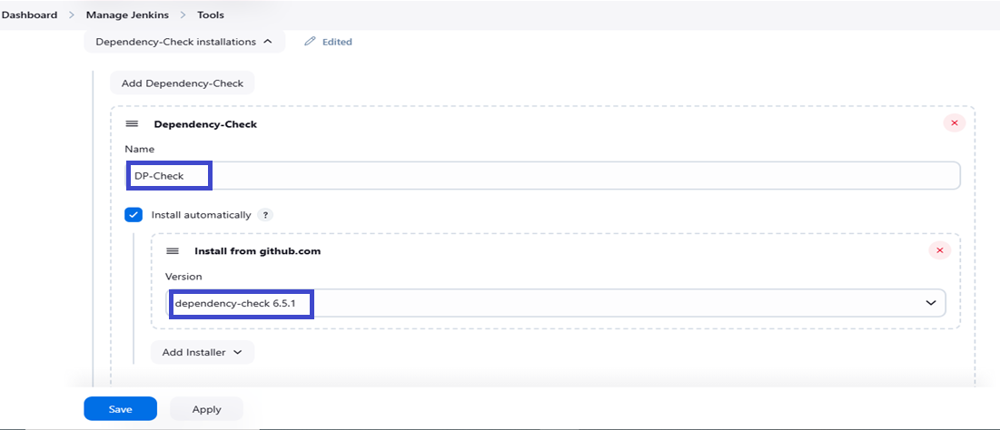 Dashboard > Manage Jenkins > Tools
Dependency-Check installations Edited
Add Dependency-Check
Dependency-Check
Name
DP-Check
Install automatically ?
Install from github.com
Version
dependency-check 6.5.1
Add Installer
Save Apply